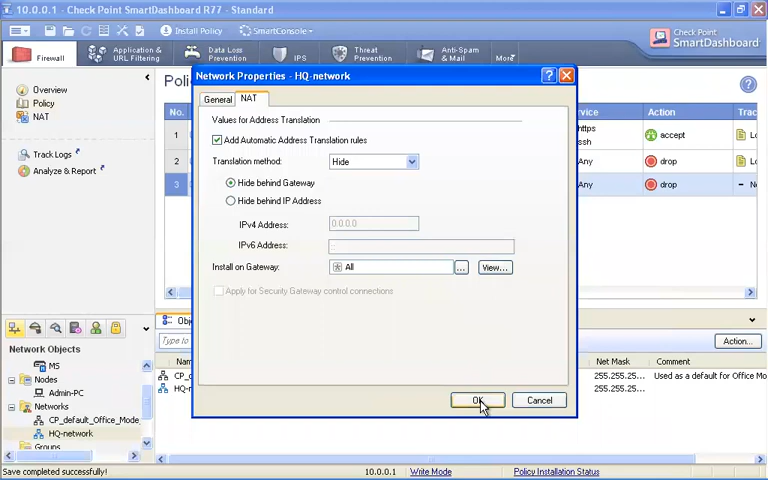 10.0.0.1 - Check Point SmartDashboard R77 - Standard
Install Policy
SmartConsole
Check Point
SmartDashboard
Firewall
Application &
URL Filtering
Data Loss
Prevention
IPS
Threat
Prevention
Anti-Spam
& Mail
More
Overview
Policy
NAT
Track Logs
Analyze & Report
No.
1
2
3
Network Properties - HQ-network
General
NAT
Values for Address Translation
Add Automatic Address Translation rules
Translation method:
Hide
Hide behind Gateway
Hide behind IP Address
IPv4 Address:
0.0.0.0
IPv6 Address:
::
Install on Gateway:
All
...
View...
Apply for Security Gateway control connections
OK
Cancel
Action
https
ssh
accept
Any
drop
Any
drop
Action...
Net Mask
Comment
255.255.25...
Used as a default for Office Mo
255.255.25...
Network Objects
M5
Nodes
Admin-PC
Networks
CP_default_Office_Mode_
HQ-network
Groups
Save completed successfully!
10.0.0.1
Write Mode
Policy Installation Status